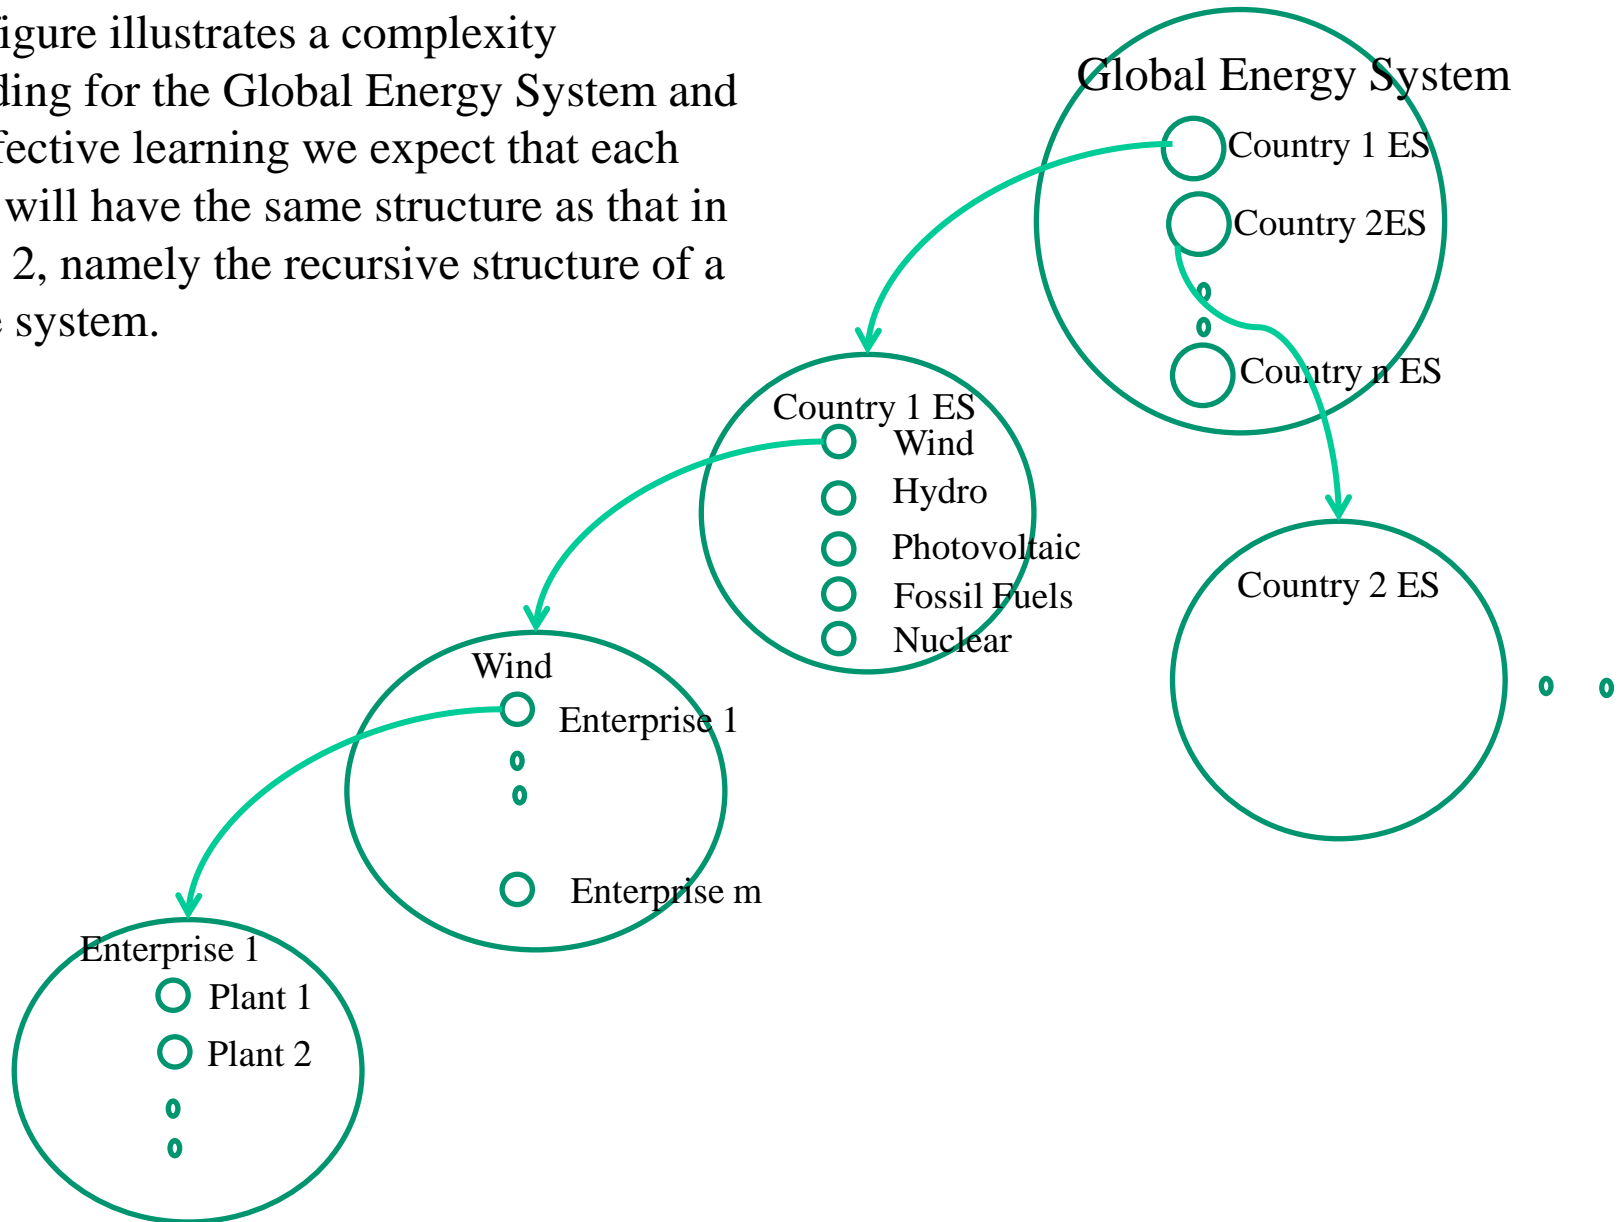 igure illustrates a complexity
ding for the Global Energy System and
fective learning we expect that each
will have the same structure as that in
2, namely the recursive structure of a
e system.
Global Energy System
Country 1 ES
Country 2ES
Country n ES
Country 1 ES
Wind
Hydro
Photovoltaic
Fossil Fuels
Nuclear
Country 2 ES
Wind
Enterprise 1
Enterprise m
Enterprise 1
Plant 1
Plant 2